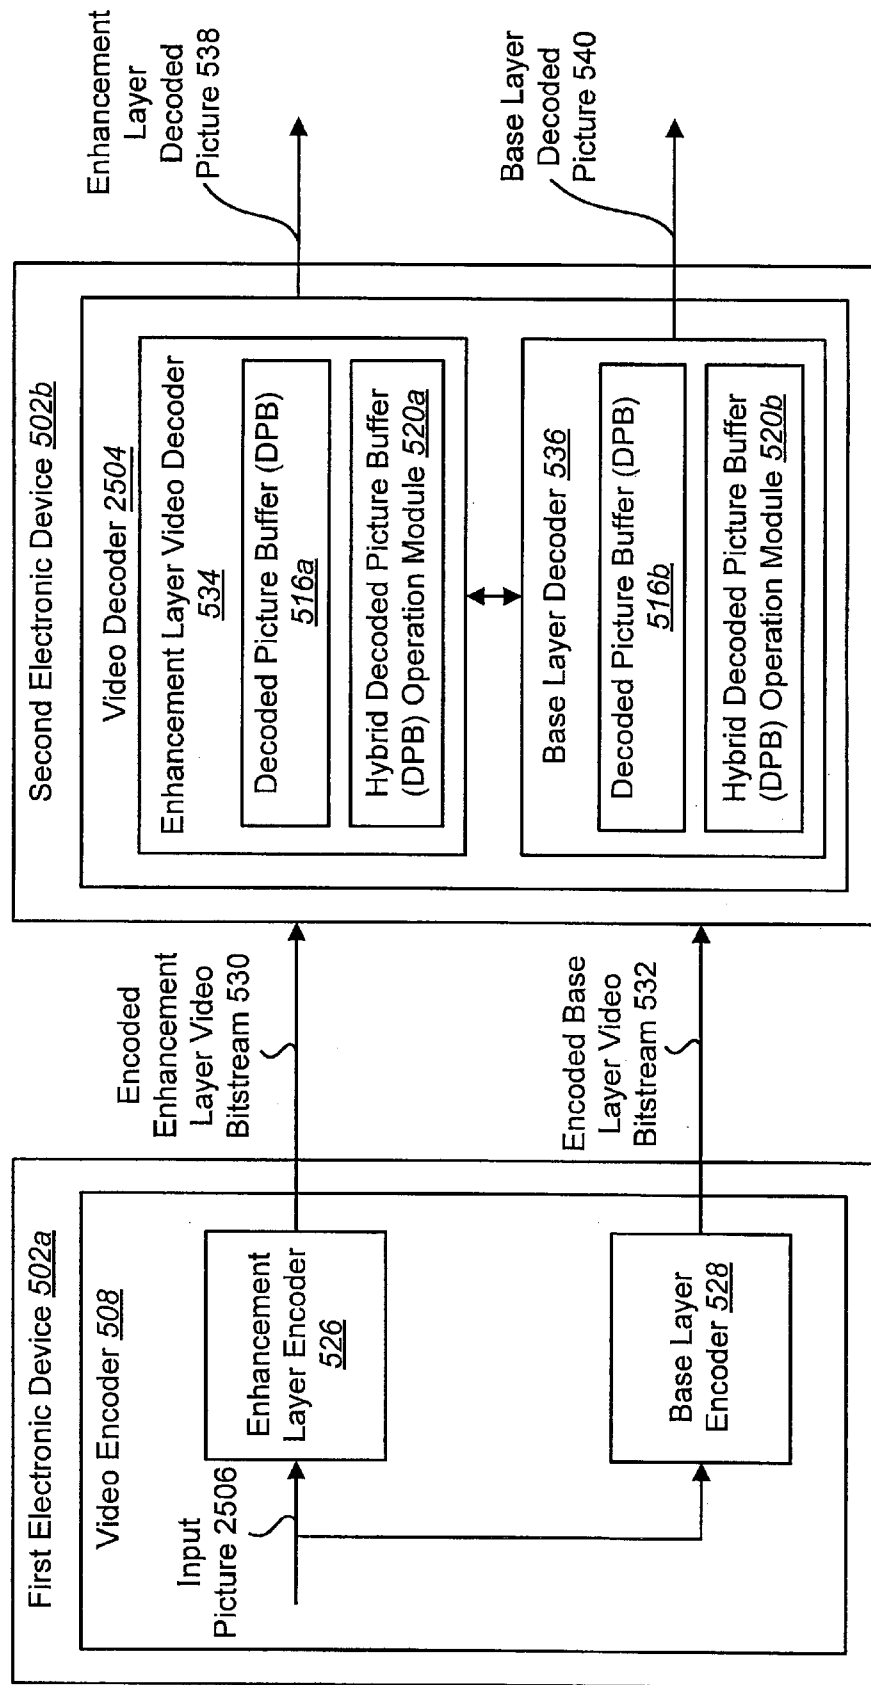 First Electronic Device 502a
Video Encoder 508
Input
Picture 2506
Enhancement
Layer Encoder
526
Base Layer
Encoder 528
Encoded
Enhancement
Layer Video
Bitstream 530
Encoded Base
Layer Video
Bitstream 532
Second Electronic Device 502b
Video Decoder 2504
Enhancement Layer Video Decoder
534
Decoded Picture Buffer (DPB)
516a
Hybrid Decoded Picture Buffer
(DPB) Operation Module 520a
Base Layer Decoder 536
Decoded Picture Buffer (DPB)
516b
Hybrid Decoded Picture Buffer
(DPB) Operation Module 520b
Enhancement
Layer
Decoded
Picture 538
Base Layer
Decoded
Picture 540